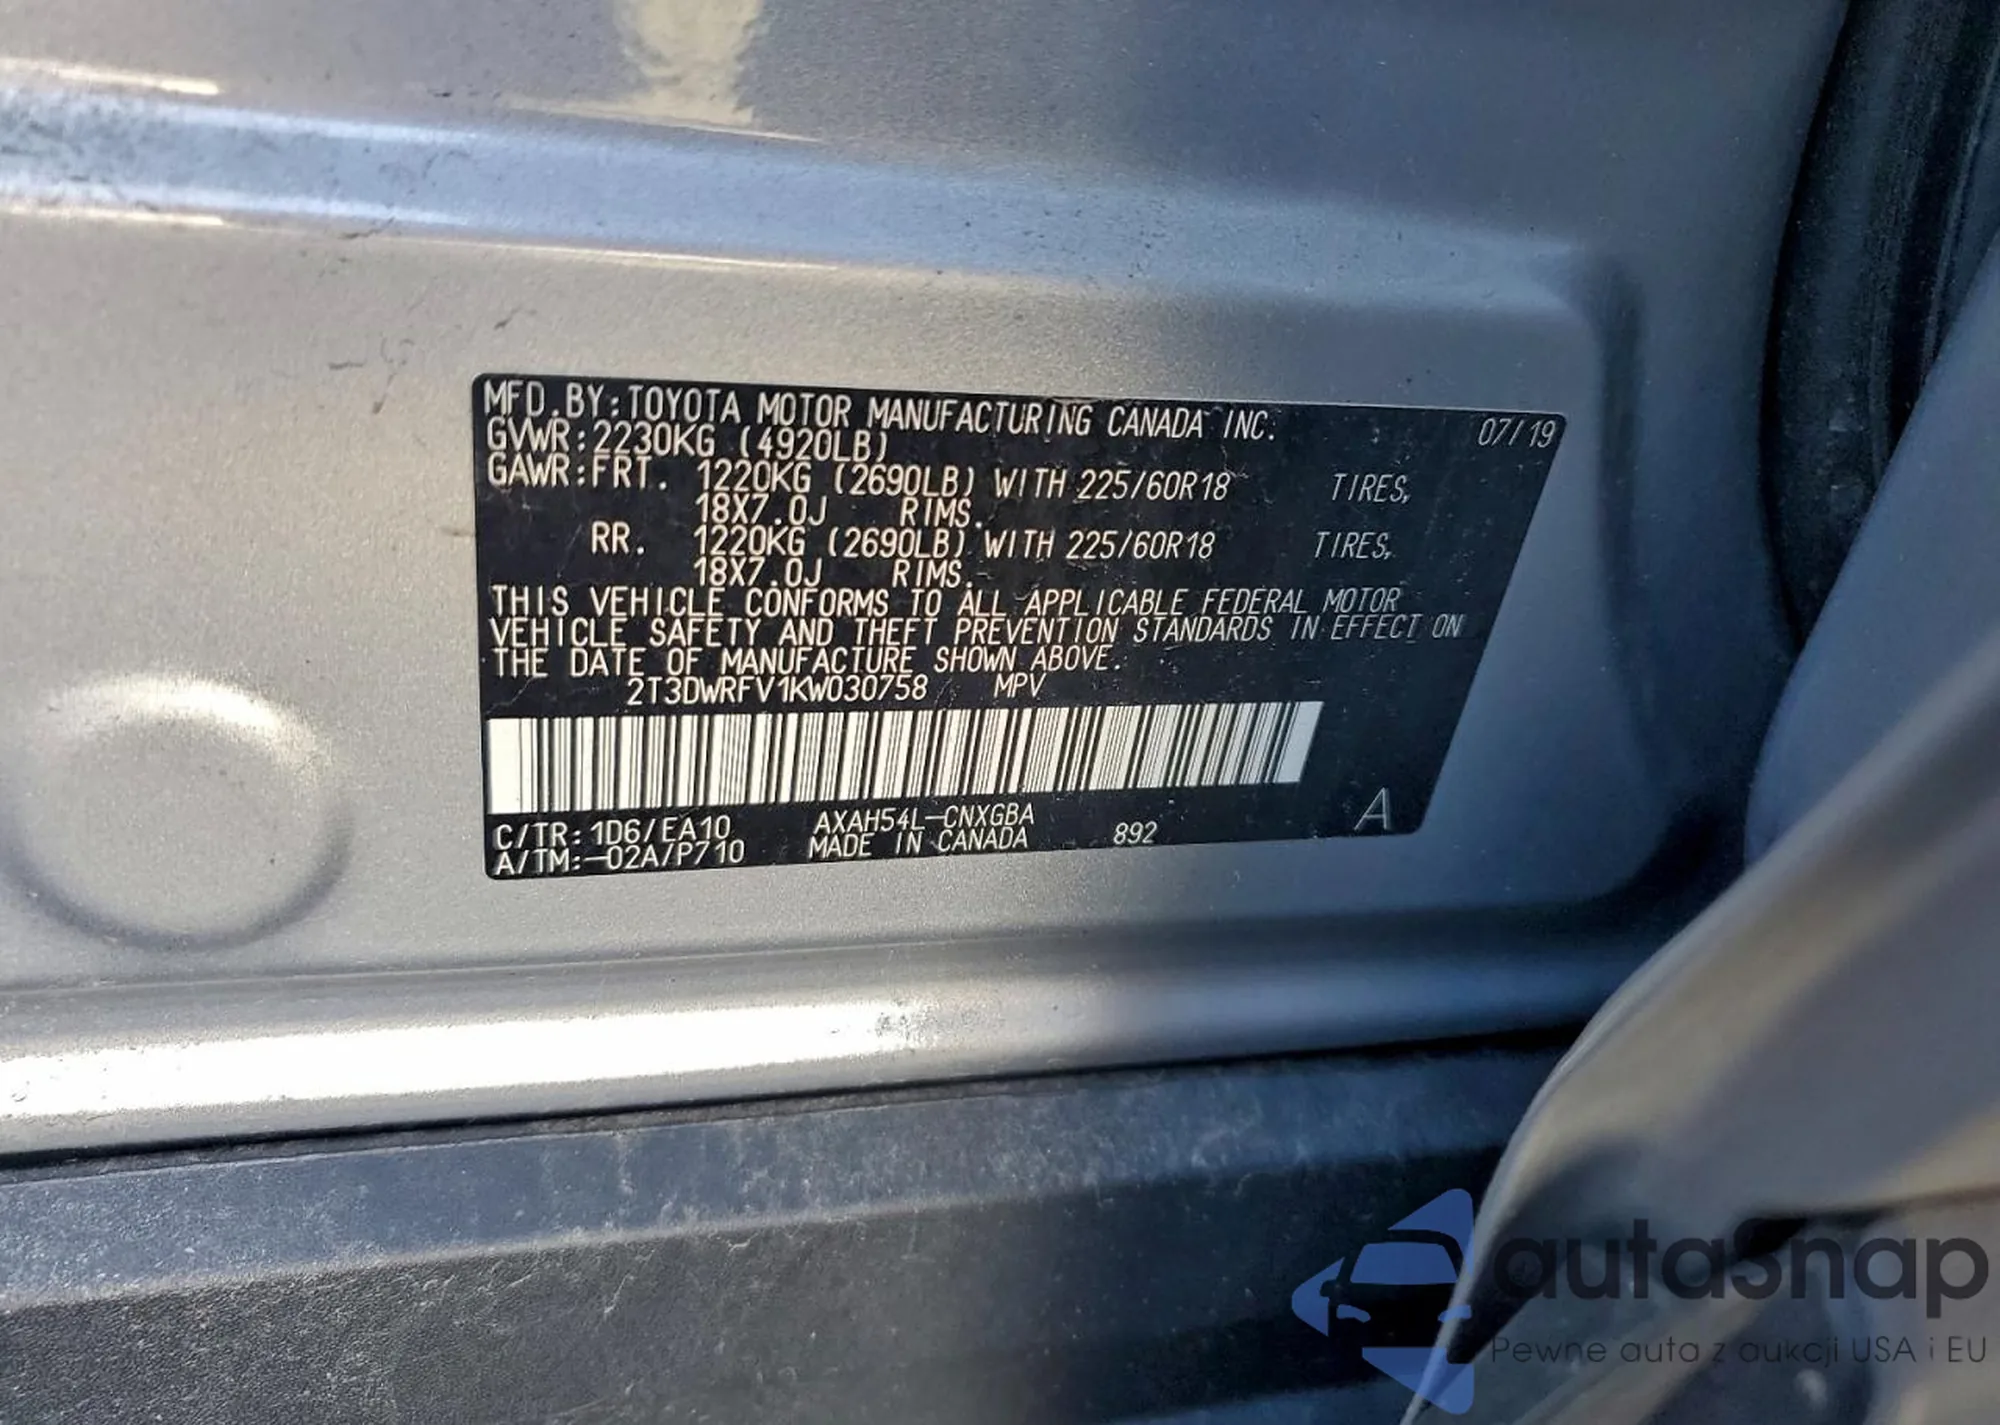 MFD.BY:TOYOTA MOTOR MANUFACTURING CANADA INC. 07/19
GVWR:2230KG (4920LB)
GAWR:FRT. 1220KG (2690LB) WITH 225/60R18 TIRES,
18X7.0J RIMS.
RR. 1220KG (2690LB) WITH 225/60R18 TIRES,
18X7.0J RIMS.
THIS VEHICLE CONFORMS TO ALL APPLICABLE FEDERAL MOTOR
VEHICLE SAFETY AND THEFT PREVENTION STANDARDS IN EFFECT ON
THE DATE OF MANUFACTURE SHOWN ABOVE.
2T3DWRFV1KW030758 MPV
C/TR: 1D6/EA10 AXAH54L-CNXGBA
A/TM:-02A/P710 MADE IN CANADA 892 A
autaSnap
Pewne auta z aukcji USA i EU